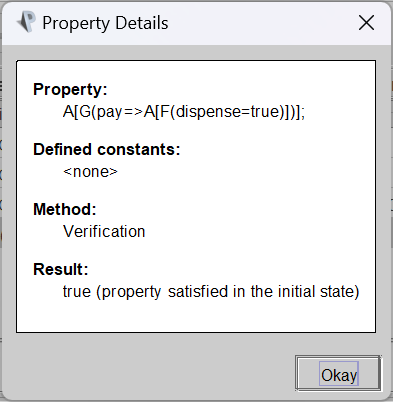 Property Details
Property:
A[G(pay=>A[F(dispense=true)])];
Defined constants:
<none>
Method:
Verification
Result:
true (property satisfied in the initial state)
Okay